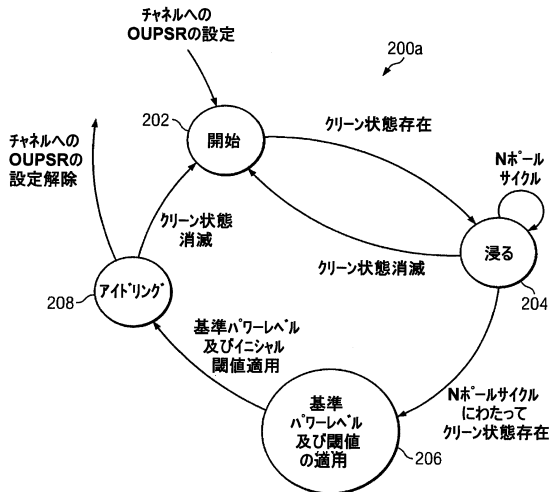 チャネルへの
OUPSRの設定
200a
202
開始
クリーン状態存在
チャネルへの
OUPSRの
設定解除
Nポール
サイクル
クリーン状態
消滅
クリーン状態消滅
浸る
204
アイドリング
208
基準パワーレベル
及びイニシャル
閾値適用
Nポールサイクル
にわたって
クリーン状態存在
基準
パワーレベル
及び閾値
の適用
206